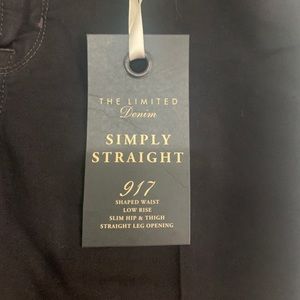 THE LIMITED
Denim
SIMPLY
STRAIGHT
917
SHAPED WAIST
LOW RISE
SLIM HIP & THIGH
STRAIGHT LEG OPENING